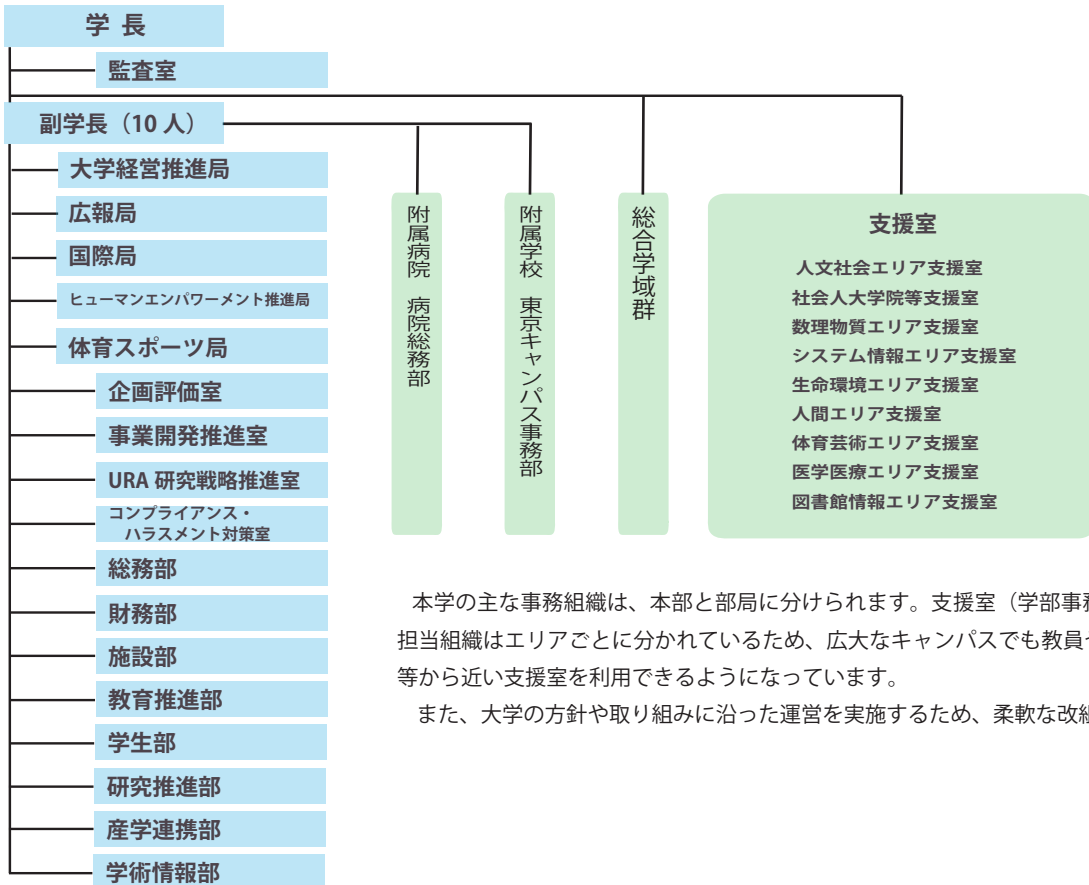 学 長
監査室
副学長（10 人）
大学経営推進局
広報局
国際局
ヒューマンエンパワーメント推進局
体育スポーツ局
企画評価室
事業開発推進室
URA 研究戦略推進室
コンプライアンス・
ハラスメント対策室
総務部
財務部
施設部
教育推進部
学生部
研究推進部
産学連携部
学術情報部
附属病院　病院総務部
附属学校　東京キャンパス事務部
総合学域群
支援室
人文社会エリア支援室
社会人大学院等支援室
数理物質エリア支援室
システム情報エリア支援室
生命環境エリア支援室
人間エリア支援室
体育芸術エリア支援室
医学医療エリア支援室
図書館情報エリア支援室
本学の主な事務組織は、本部と部局に分けられます。支援室（学部事務
担当組織はエリアごとに分かれているため、広大なキャンパスでも教員
等から近い支援室を利用できるようになっています。
また、大学の方針や取り組みに沿った運営を実施するため、柔軟な改組